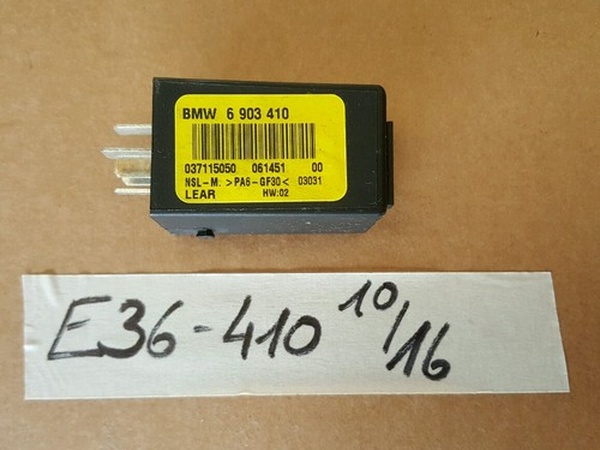 BMW 6 903 410
037115050 061451 00
NSL-M. >PA6-GF30< 03031
LEAR HW:02
E36-410 10/16